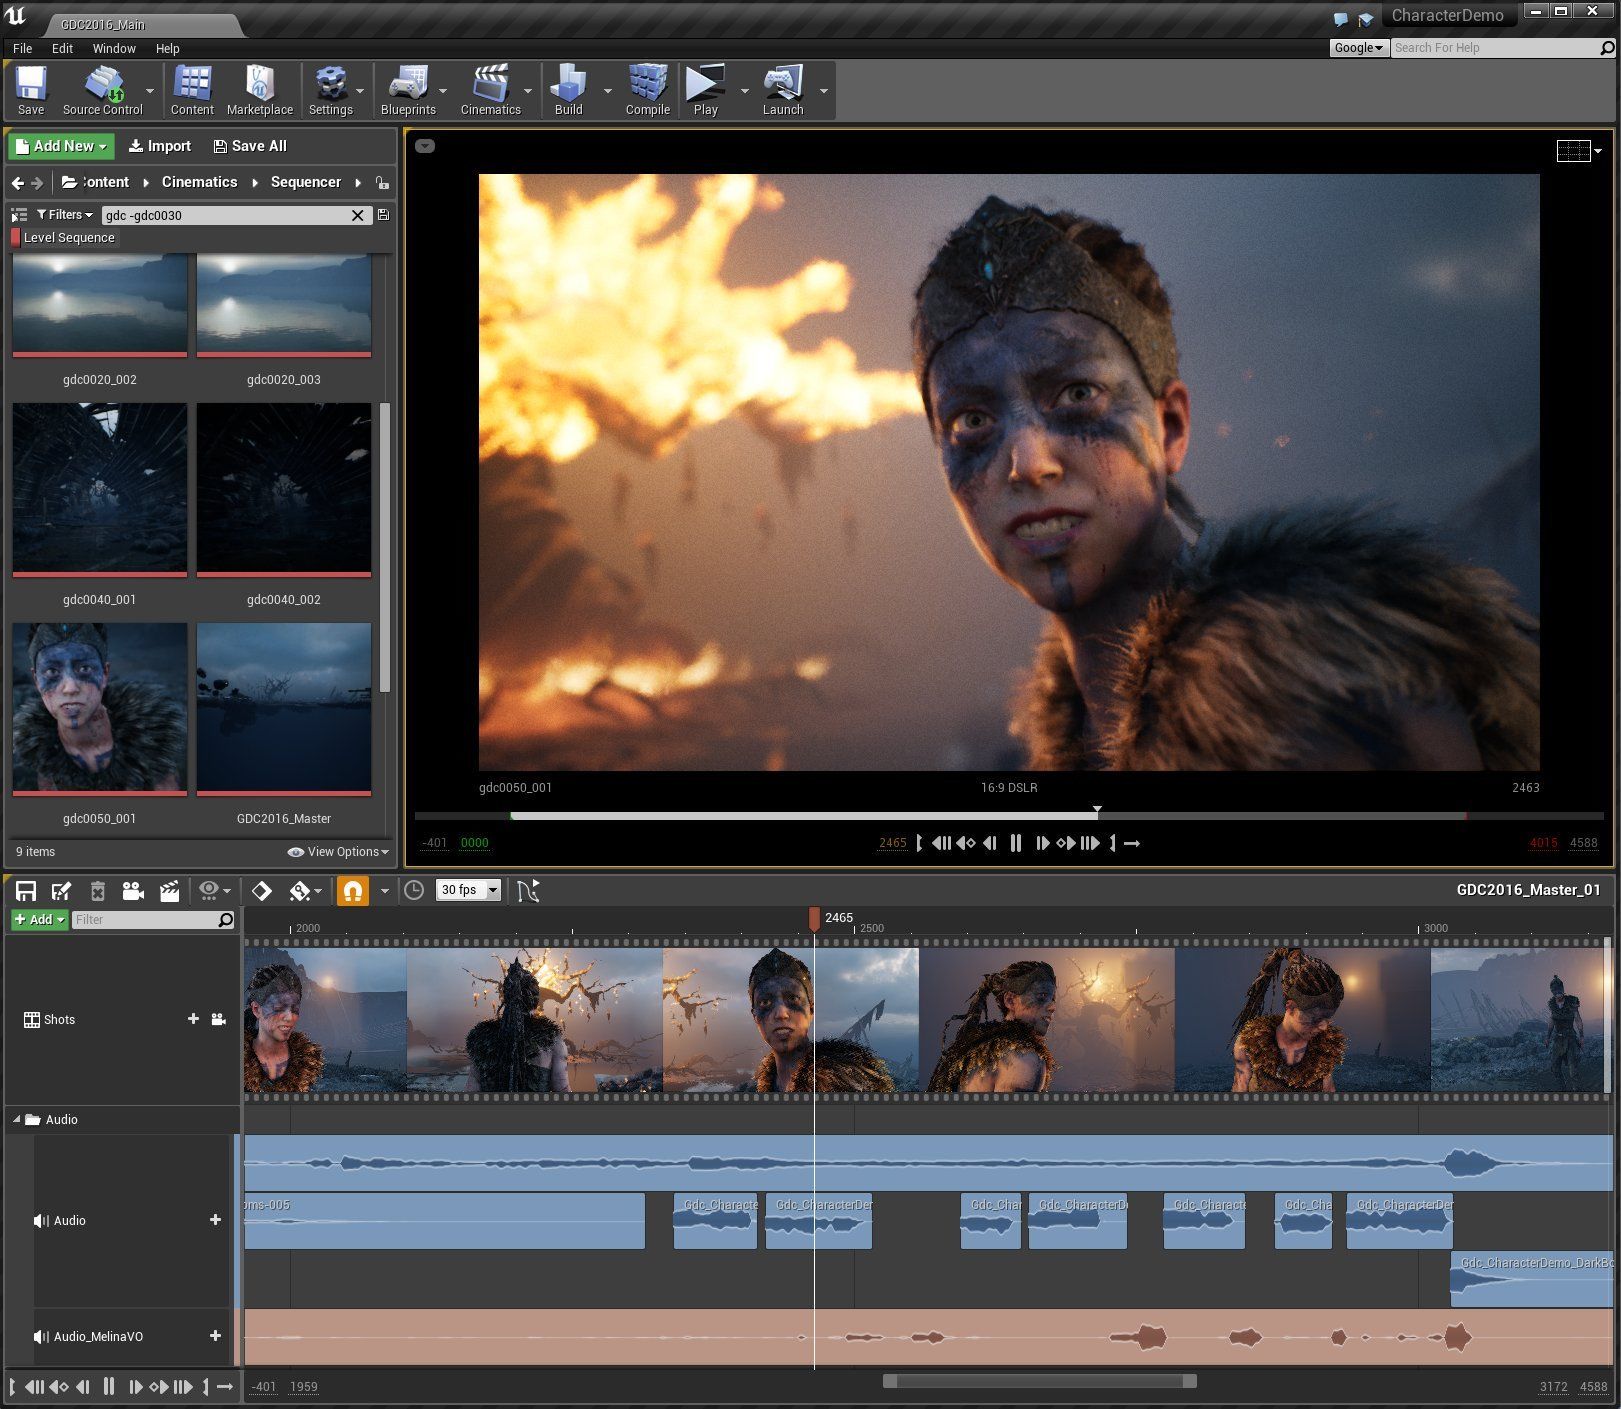 GDC2016_Main
CharacterDemo
File Edit Window Help
Google
Search For Help
Save Source Control Content Marketplace Settings Blueprints Cinematics Build Compile Play Launch
Add New Import Save All
Content Cinematics Sequencer
Filters gdc -gdc0030
Level Sequence
gdc0020_002 gdc0020_003
gdc0040_001 gdc0040_002
gdc0050_001 GDC2016_Master
9 items View Options
gdc0050_001 16:9 DSLR 2463
-401 0000 2465 4015 4588
30 fps GDC2016_Master_01
Add Filter
2465
2000 2500 3000
Shots
Audio
oms-005 Gdc_Characte Gdc_CharacterDer Gdc_Char Gdc_CharacterD Gdc_Characte Gdc_Cha Gdc_CharacterDer
Audio
Gdc_CharacterDemo_DarkBo
Audio_MelinaVO
-401 1959 3172 4588